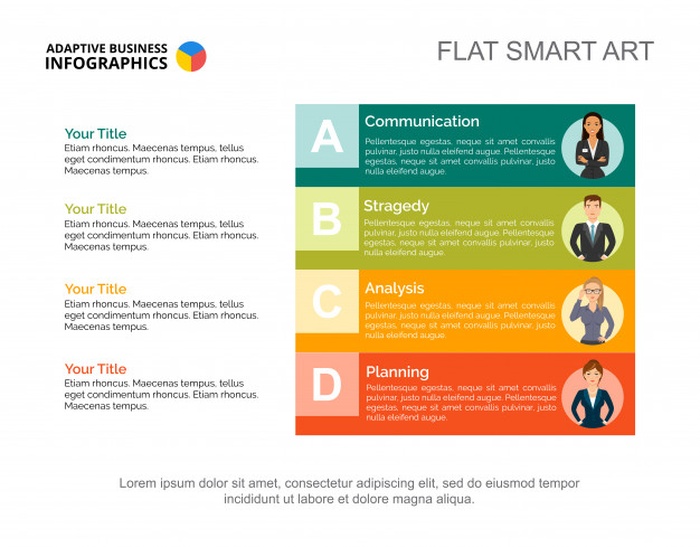 ADAPTIVE BUSINESS
INFOGRAPHICS
FLAT SMART ART
Your Title
Etiam rhoncus. Maecenas tempus, tellus
eget condimentum rhoncus. Etiam rhoncus.
Maecenas tempus.
Your Title
Etiam rhoncus. Maecenas tempus, tellus
eget condimentum rhoncus. Etiam rhoncus.
Maecenas tempus.
Your Title
Etiam rhoncus. Maecenas tempus, tellus
eget condimentum rhoncus. Etiam rhoncus.
Maecenas tempus.
Your Title
Etiam rhoncus. Maecenas tempus, tellus
eget condimentum rhoncus. Etiam rhoncus.
Maecenas tempus.
A
Communication
Pellentesque egestas, neque sit amet convallis
pulvinar, justo nulla eleifend augue.
Pellentesque egestas, neque sit amet convallis
nulla eleifend augue.
B
Stragedy
Pellentesque egestas, neque sit amet convallis
pulvinar, justo nulla eleifend augue.
Pellentesque egestas, neque sit amet convallis
pulvinar, justo nulla eleifend augue.
C
Analysis
Pellentesque egestas, neque sit amet convallis
pulvinar, justo nulla eleifend augue.
Pellentesque egestas, neque sit amet convallis
pulvinar, justo nulla eleifend augue.
D
Planning
Pellentesque egestas, neque sit amet convallis
pulvinar, justo nulla eleifend augue.
Pellentesque egestas, neque sit amet convallis
pulvinar, justo nulla eleifend augue.
Lorem ipsum dolor sit amet, consectetur adipiscing elit, sed do eiusmod tempor
incididunt ut labore et dolore magna aliqua.